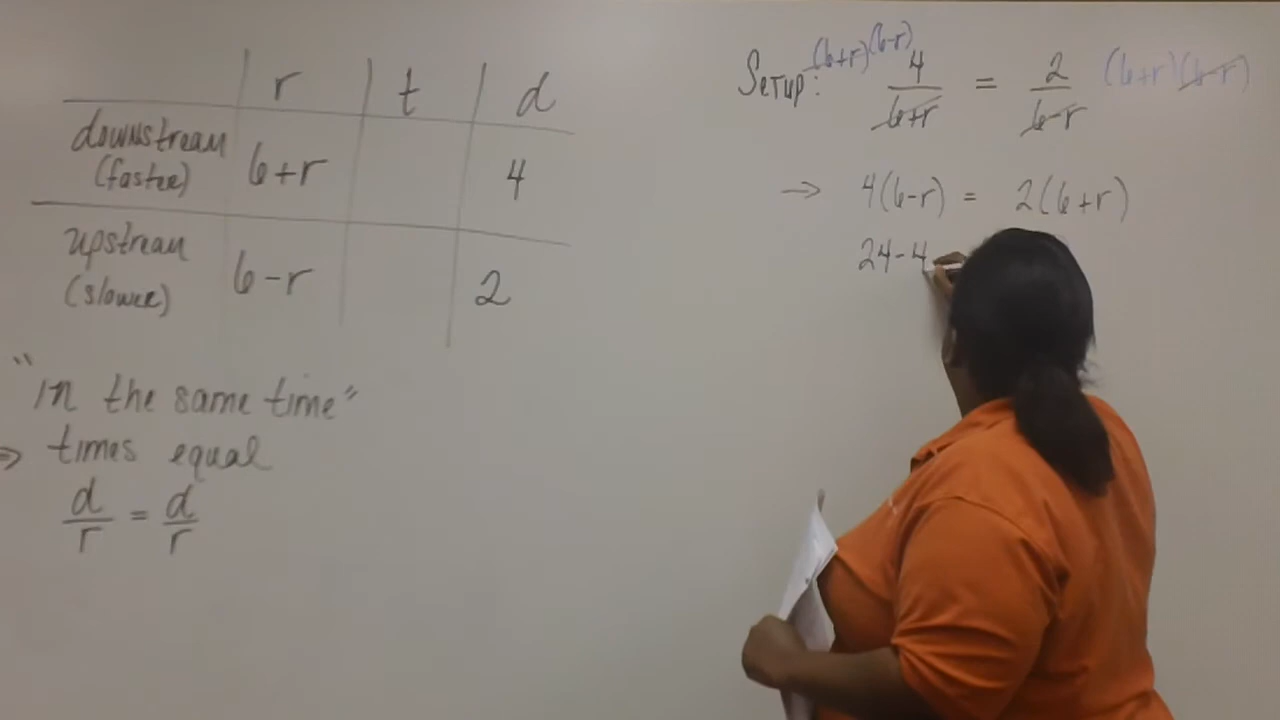 r t d
downstream 6+r 4
(faster)
upstream 6-r 2
(slower)
"in the same time"
⇒ times equal
d/r = d/r
Setup: (6+r)(6-r) 4/(6+r) = 2/(6-r) (6+r)(6-r)
⇒ 4(6-r) = 2(6+r)
24-4